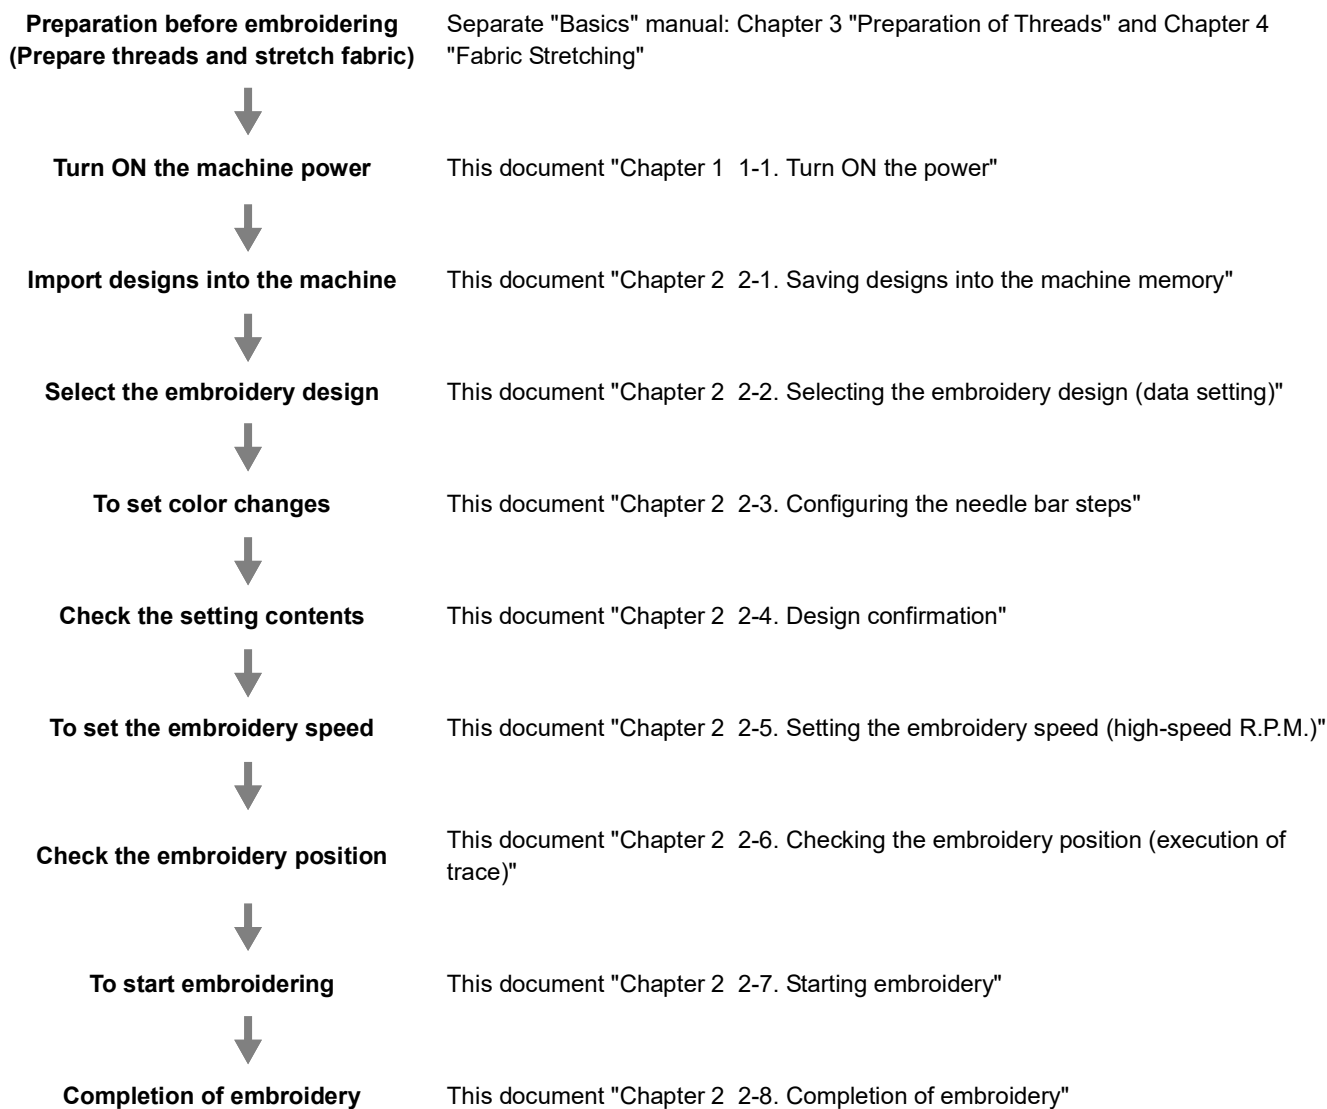 Preparation before embroidering
(Prepare threads and stretch fabric)
Separate "Basics" manual: Chapter 3 "Preparation of Threads" and Chapter 4
"Fabric Stretching"
Turn ON the machine power
This document "Chapter 1  1-1. Turn ON the power"
Import designs into the machine
This document "Chapter 2  2-1. Saving designs into the machine memory"
Select the embroidery design
This document "Chapter 2  2-2. Selecting the embroidery design (data setting)"
To set color changes
This document "Chapter 2  2-3. Configuring the needle bar steps"
Check the setting contents
This document "Chapter 2  2-4. Design confirmation"
To set the embroidery speed
This document "Chapter 2  2-5. Setting the embroidery speed (high-speed R.P.M.)"
Check the embroidery position
This document "Chapter 2  2-6. Checking the embroidery position (execution of
trace)"
To start embroidering
This document "Chapter 2  2-7. Starting embroidery"
Completion of embroidery
This document "Chapter 2  2-8. Completion of embroidery"